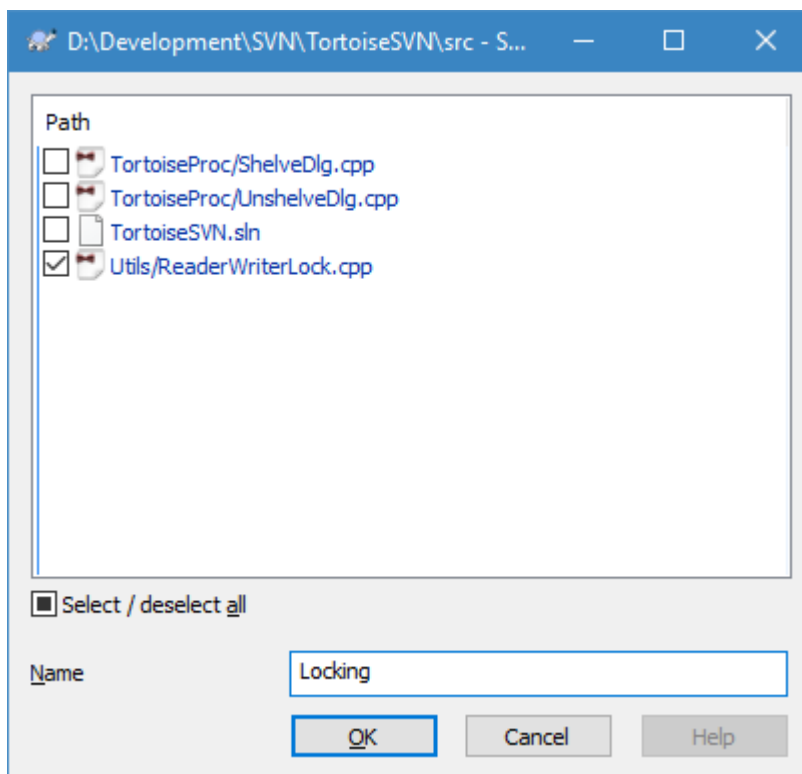 D:\Development\SVN\TortoiseSVN\src - S...
Path
TortoiseProc/ShelveDlg.cpp
TortoiseProc/UnshelveDlg.cpp
TortoiseSVN.sln
Utils/ReaderWriterLock.cpp
Select / deselect all
Name Locking
OK Cancel Help